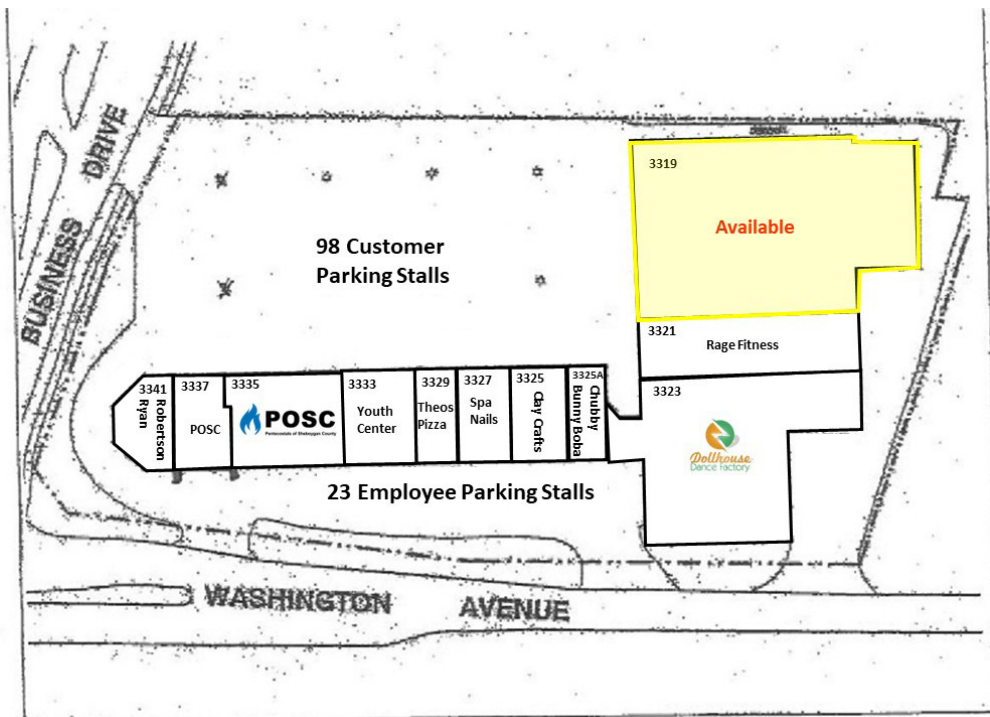 BUSINESS DRIVE
98 Customer
Parking Stalls
3319
Available
3321
Rage Fitness
3323
Dollhouse
Dance Factory
3341
Robertson
Ryan
3337
POSC
3335
POSC
Pentecostals of Sheboygan County
3333
Youth
Center
3329
Theos
Pizza
3327
Spa
Nails
3325
Clay Crafts
3325A
Chubby
Bunny Boba
23 Employee Parking Stalls
WASHINGTON AVENUE